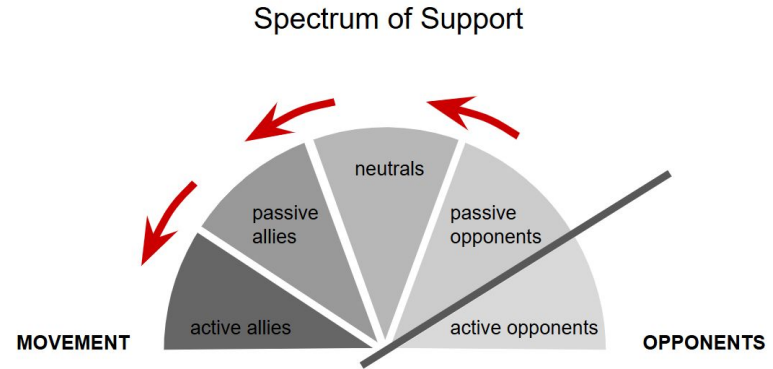 Spectrum of Support
neutrals
passive
allies
passive
opponents
active allies
active opponents
MOVEMENT
OPPONENTS